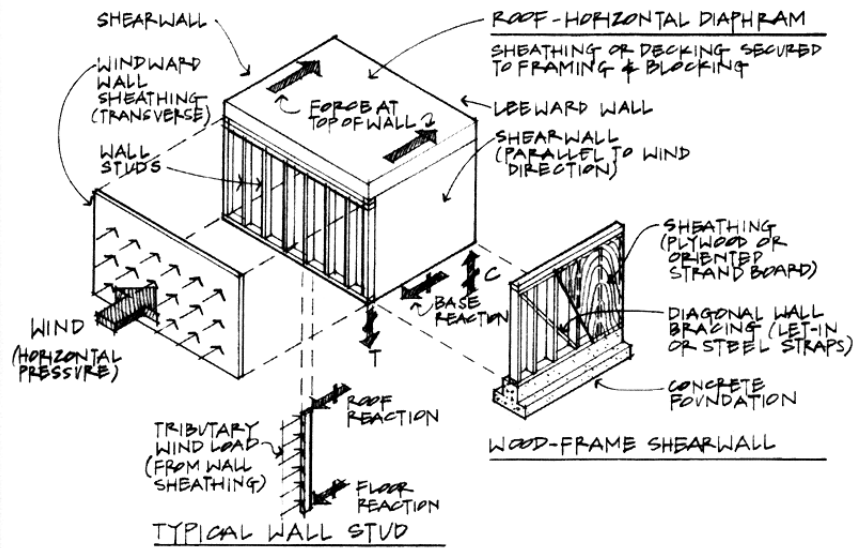 SHEARWALL
ROOF-HORIZONTAL DIAPHRAM
SHEATHING OR DECKING SECURED
TO FRAMING & BLOCKING
WINDWARD
WALL
SHEATHING
(TRANSVERSE)
FORCE AT
TOP OF WALL
LEEWARD WALL
SHEARWALL
(PARALLEL TO WIND
DIRECTION)
WALL
STUDS
SHEATHING
(PLYWOOD OR
ORIENTED
STRAND BOARD)
C
BASE
REACTION
T
WIND
(HORIZONTAL
PRESSURE)
DIAGONAL WALL
BRACING (LET-IN
OR STEEL STRAPS)
CONCRETE
FOUNDATION
WOOD-FRAME SHEARWALL
ROOF
REACTION
TRIBUTARY
WIND LOAD
(FROM WALL
SHEATHING)
FLOOR
REACTION
TYPICAL WALL STUD